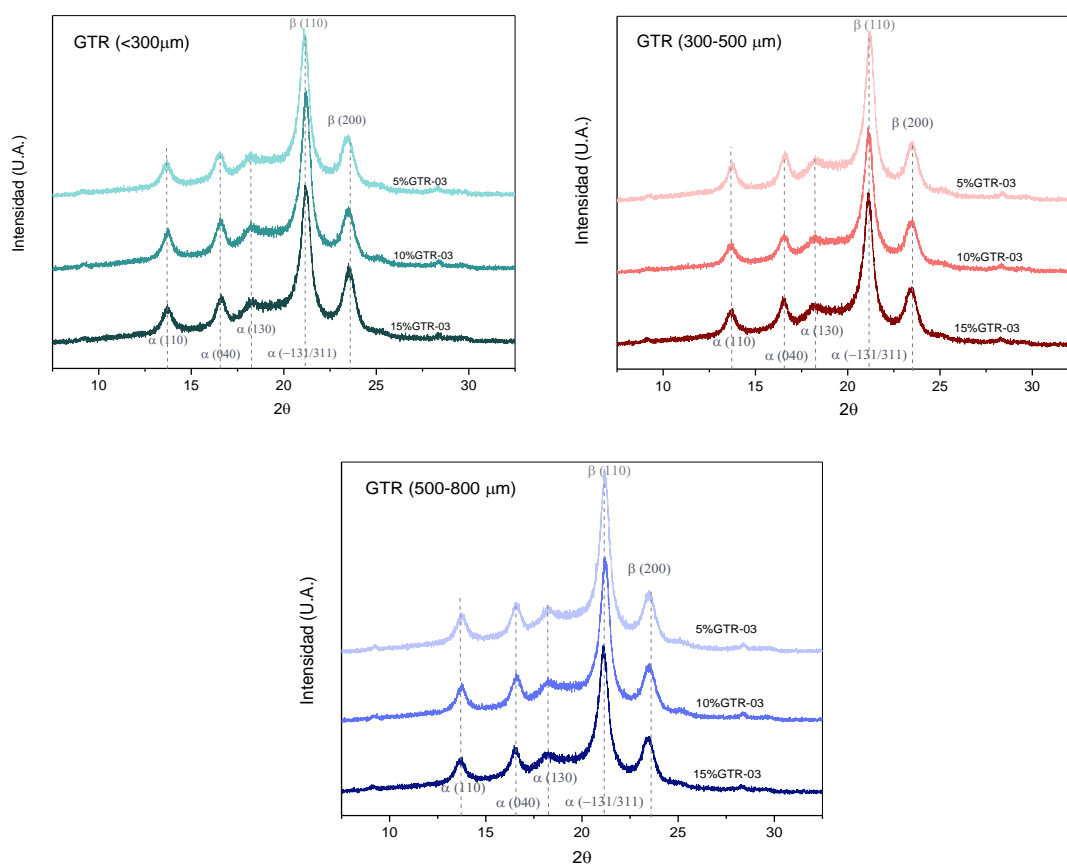 GTR (<300µm)
β (110)
β (200)
5%GTR-03
10%GTR-03
15%GTR-03
α (110)
α (040)
α (130)
α (−131/311)
Intensidad (U.A.)
10 15 20 25 30
2θ
GTR (300-500 µm)
β (110)
β (200)
5%GTR-03
10%GTR-03
15%GTR-03
α (110)
α (040)
α (130)
α (−131/311)
Intensidad (U.A.)
10 15 20 25 30
2θ
GTR (500-800 µm)
β (110)
β (200)
5%GTR-03
10%GTR-03
15%GTR-03
α (110)
α (040)
α (130)
α (−131/311)
Intensidad (U.A.)
10 15 20 25 30
2θ